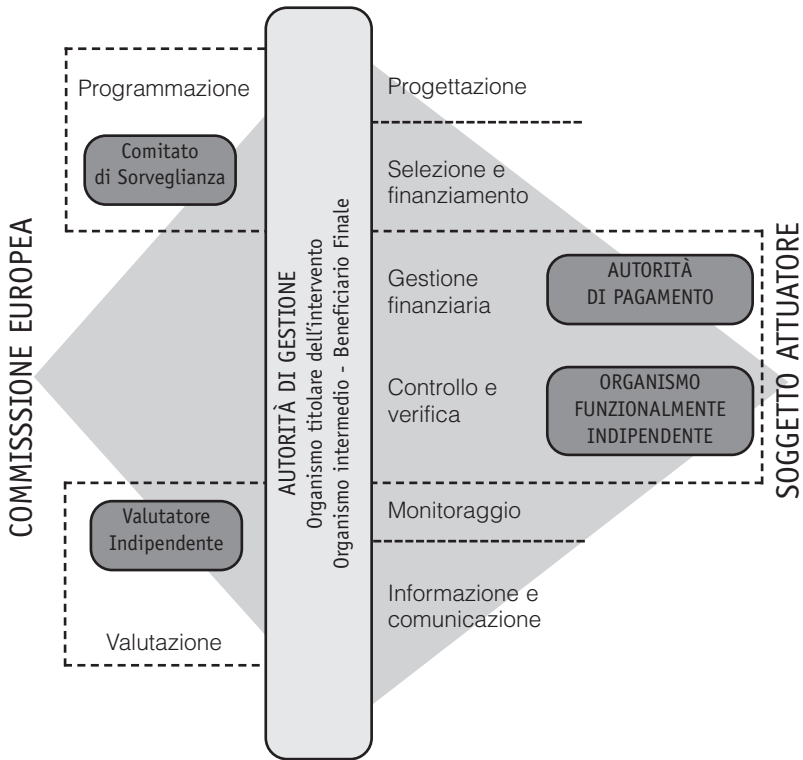 COMMISSSIONE EUROPEA
Programmazione
Comitato
di Sorveglianza
Valutatore
Indipendente
Valutazione
AUTORITÀ DI GESTIONE
Organismo titolare dell'intervento
Organismo intermedio - Beneficiario Finale
Progettazione
Selezione e
finanziamento
Gestione
finanziaria
AUTORITÀ
DI PAGAMENTO
Controllo e
verifica
ORGANISMO
FUNZIONALMENTE
INDIPENDENTE
Monitoraggio
Informazione e
comunicazione
SOGGETTO ATTUATORE